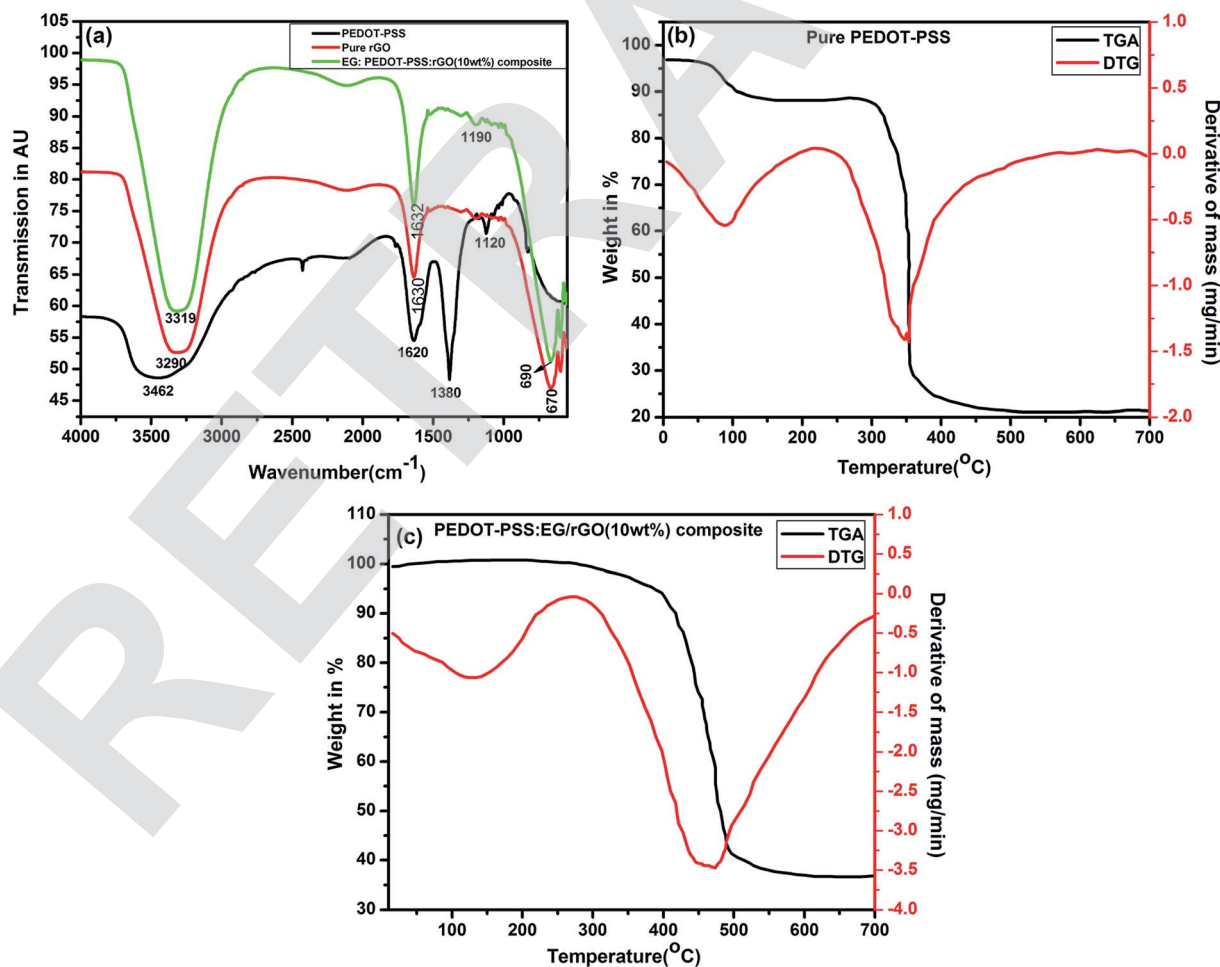 (a)
PEDOT-PSS
Pure rGO
EG: PEDOT-PSS:rGO(10wt%) composite
105
100
95
90
85
80
75
70
65
60
55
50
45
Transmission in AU
3319
3290
3462
1632
1630
1620
1380
1190
1120
690
670
4000 3500 3000 2500 2000 1500 1000
Wavenumber(cm-1)
(b)
Pure PEDOT-PSS
TGA
DTG
100
90
80
70
60
50
40
30
20
Weight in %
1.0
0.5
0.0
-0.5
-1.0
-1.5
-2.0
Derivative of mass (mg/min)
0 100 200 300 400 500 600 700
Temperature(oC)
(c)
PEDOT-PSS:EG/rGO(10wt%) composite
TGA
DTG
110
100
90
80
70
60
50
40
30
Weight in %
1.0
0.5
0.0
-0.5
-1.0
-1.5
-2.0
-2.5
-3.0
-3.5
-4.0
Derivative of mass (mg/min)
100 200 300 400 500 600 700
Temperature(oC)
RETRA